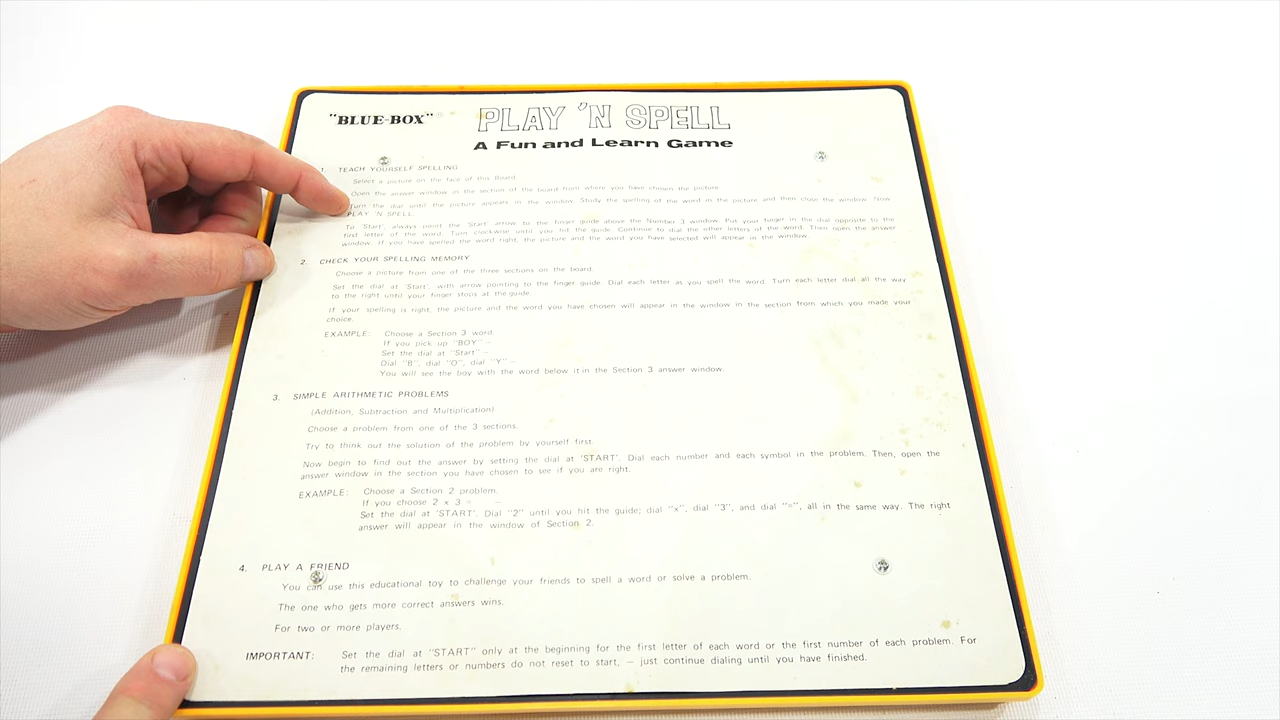 "BLUE-BOX"® PLAY 'N SPELL
A Fun and Learn Game
1. TEACH YOURSELF SPELLING
Select a picture on the face of this Board.
Open the answer window in the section of the board from where you have chosen the picture.
Turn the dial until the picture appears in the window. Study the spelling of the word in the picture and then close the window. Now
PLAY 'N SPELL.
To 'Start', always point the 'Start' arrow to the finger guide above the Number 3 window. Put your finger in the dial opposite to the
first letter of the word. Turn clockwise until you hit the guide. Continue to dial the other letters of the word. Then open the answer
window. If you have spelled the word right, the picture and the word you have selected will appear in the window.
2. CHECK YOUR SPELLING MEMORY
Choose a picture from one of the three sections on the board.
Set the dial at 'Start', with arrow pointing to the finger guide. Dial each letter as you spell the word. Turn each letter dial all the way
to the right until your finger stops at the guide.
If your spelling is right, the picture and the word you have chosen will appear in the window in the section from which you made your
choice.
EXAMPLE: Choose a Section 3 word.
If you pick up "BOY" —
Set the dial at "Start" —
Dial "B", dial "O", dial "Y" —
You will see the boy with the word below it in the Section 3 answer window.
3. SIMPLE ARITHMETIC PROBLEMS
(Addition, Subtraction and Multiplication)
Choose a problem from one of the 3 sections.
Try to think out the solution of the problem by yourself first.
Now begin to find out the answer by setting the dial at 'START'. Dial each number and each symbol in the problem. Then, open the
answer window in the section you have chosen to see if you are right.
EXAMPLE: Choose a Section 2 problem.
If you choose 2 x 3 = —
Set the dial at 'START'. Dial "2" until you hit the guide; dial "x", dial "3", and dial "=", all in the same way. The right
answer will appear in the window of Section 2.
4. PLAY A FRIEND
You can use this educational toy to challenge your friends to spell a word or solve a problem.
The one who gets more correct answers wins.
For two or more players.
IMPORTANT: Set the dial at "START" only at the beginning for the first letter of each word or the first number of each problem. For
the remaining letters or numbers do not reset to start, — just continue dialing until you have finished.